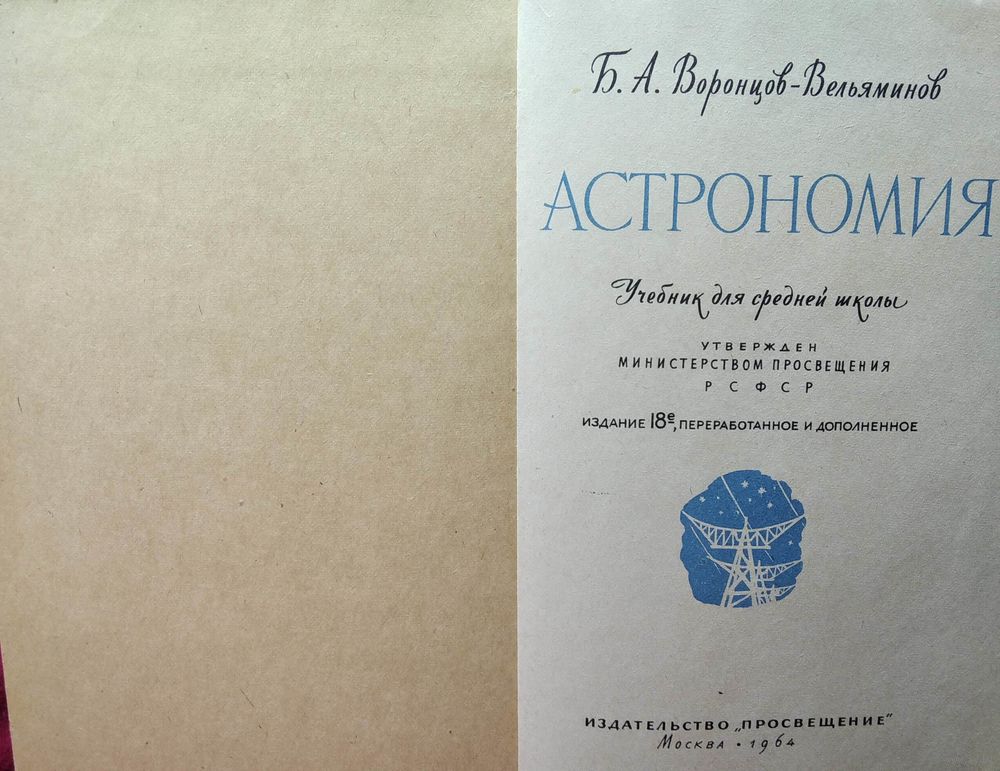 Б. А. Воронцов-Вельяминов
АСТРОНОМИЯ
Учебник для средней школы
УТВЕРЖДЕН
МИНИСТЕРСТВОМ ПРОСВЕЩЕНИЯ
РСФСР
ИЗДАНИЕ 18е, ПЕРЕРАБОТАННОЕ И ДОПОЛНЕННОЕ
ИЗДАТЕЛЬСТВО „ПРОСВЕЩЕНИЕ"
Москва • 1964